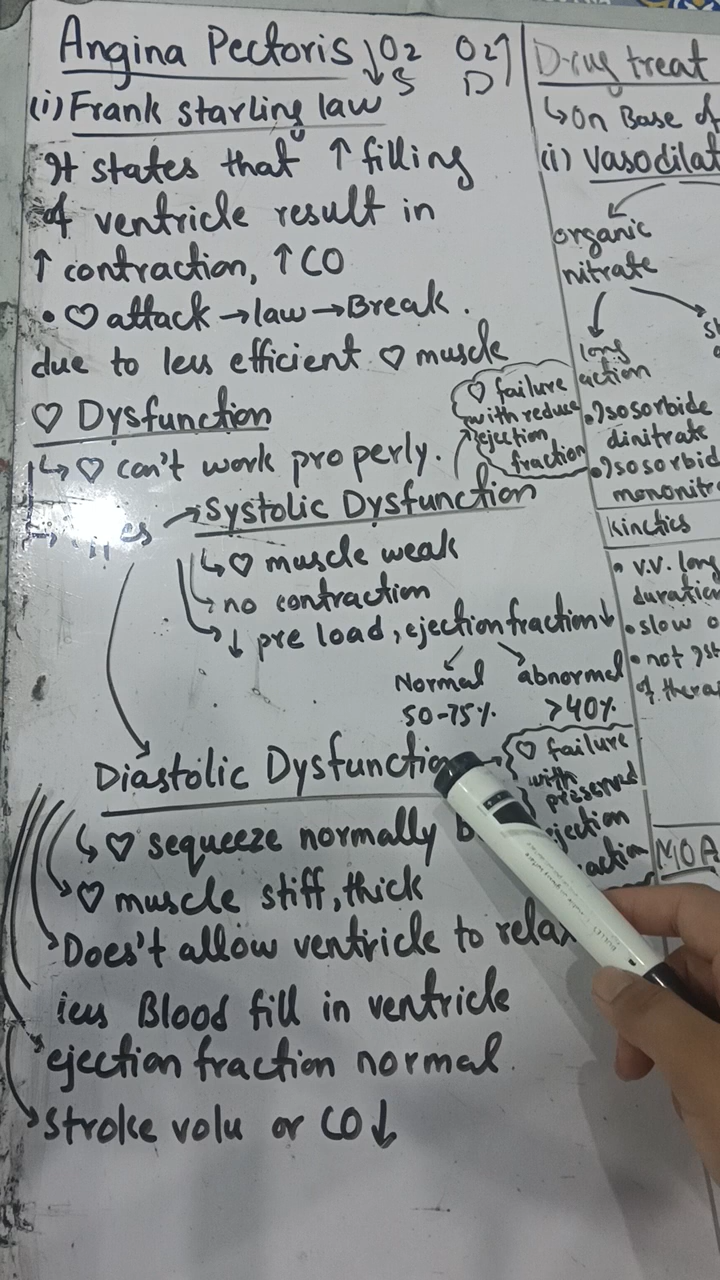 Angina Pectoris ↓O2 O2↑
S D
(i) Frank starling law
It states that ↑ filling
of ventricle result in
↑ contraction, ↑ CO
• ♡ attack → law → Break.
due to less efficient ♡ muscle
♡ Dysfunction
↳ ♡ can't work properly.
→ Systolic Dysfunction
♡ failure
with reduce
ejection
fraction
↳ ♡ muscle weak
↳ no contraction
↳ ↓ pre load, ejection fraction ↓
Normal
50-75%
abnormal
>40%
Diastolic Dysfunction
♡ failure
with
preserved
jection
action
↳ ♡ sequeeze normally
♡ muscle stiff, thick
Does't allow ventricle to relax
less Blood fill in ventricle
ejection fraction normal.
stroke volu or CO↓
Drug treat
↳ On Base of
(i) Vasodilat
organic
nitrate
long
action
• Isosorbide
dinitrate
• Isosorbid
mononitr
Kinetics
• v.v. long
duration
• slow o
• not 1st
of thera
MOA